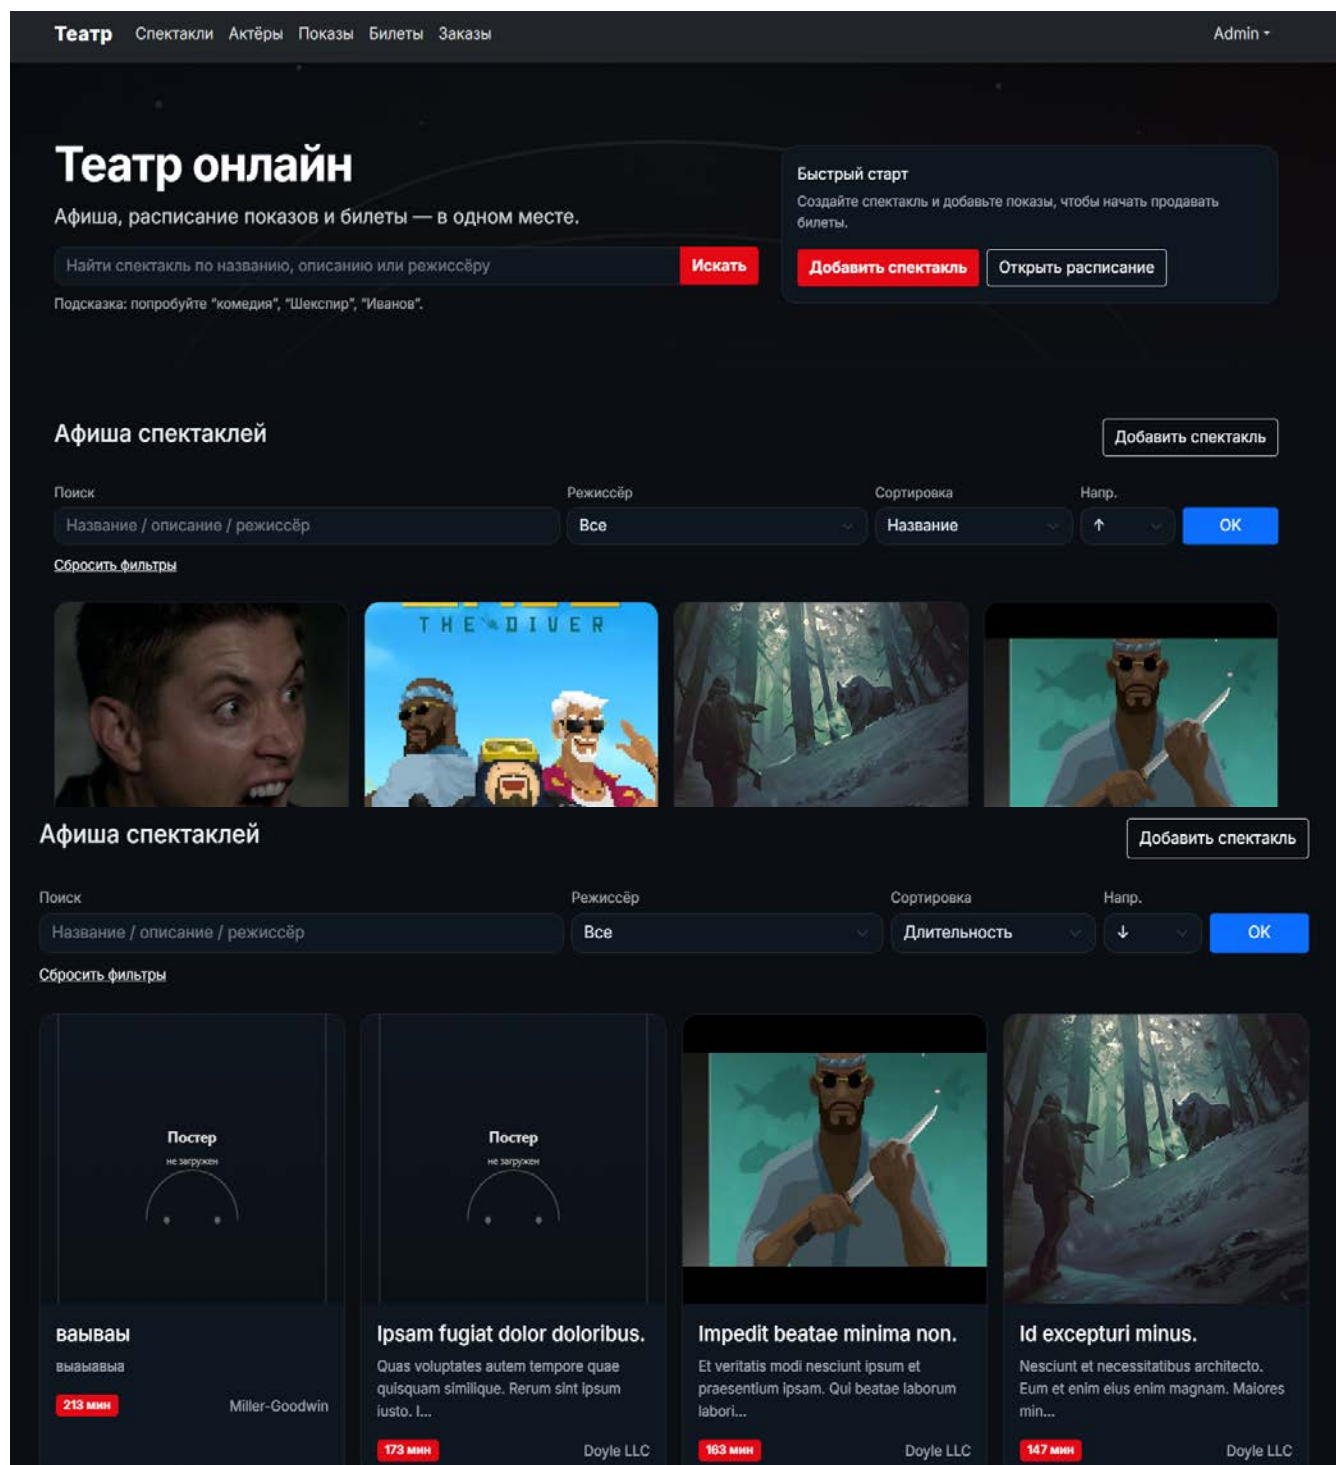 Театр Спектакли Актёры Показы Билеты Заказы Admin
Театр онлайн
Афиша, расписание показов и билеты — в одном месте.
Найти спектакль по названию, описанию или режиссёру Искать
Подсказка: попробуйте "комедия", "Шекспир", "Иванов".
Быстрый старт
Создайте спектакль и добавьте показы, чтобы начать продавать
билеты.
Добавить спектакль Открыть расписание
Афиша спектаклей Добавить спектакль
Поиск Режиссёр Сортировка Напр.
Название / описание / режиссёр Все Название ↑ OK
Сбросить фильтры
THE DIVER
Афиша спектаклей Добавить спектакль
Поиск Режиссёр Сортировка Напр.
Название / описание / режиссёр Все Длительность ↓ OK
Сбросить фильтры
Постер
не загружен
Постер
не загружен
ваываы
выаыавыа
213 мин Miller-Goodwin
Ipsam fugiat dolor doloribus.
Quas voluptates autem tempore quae
quisquam similique. Rerum sint ipsum
iusto. I...
173 мин Doyle LLC
Impedit beatae minima non.
Et veritatis modi nesciunt ipsum et
praesentium ipsam. Qui beatae laborum
labori...
163 мин Doyle LLC
Id excepturi minus.
Nesciunt et necessitatibus architecto.
Eum et enim eius enim magnam. Maiores
min...
147 мин Doyle LLC